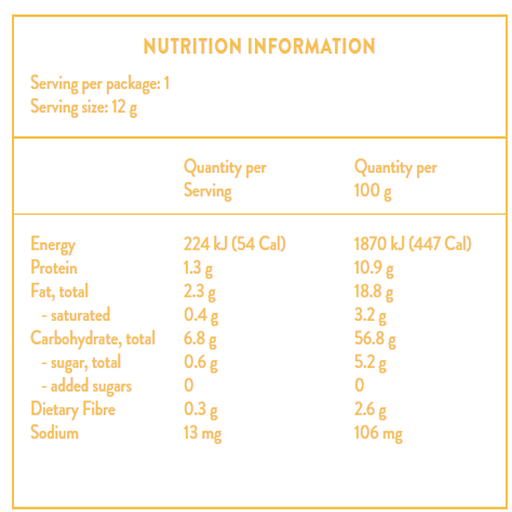 NUTRITION INFORMATION
Serving per package: 1
Serving size: 12 g
Quantity per Quantity per
Serving 100 g
Energy 224 kJ (54 Cal) 1870 kJ (447 Cal)
Protein 1.3 g 10.9 g
Fat, total 2.3 g 18.8 g
- saturated 0.4 g 3.2 g
Carbohydrate, total 6.8 g 56.8 g
- sugar, total 0.6 g 5.2 g
- added sugars 0 0
Dietary Fibre 0.3 g 2.6 g
Sodium 13 mg 106 mg